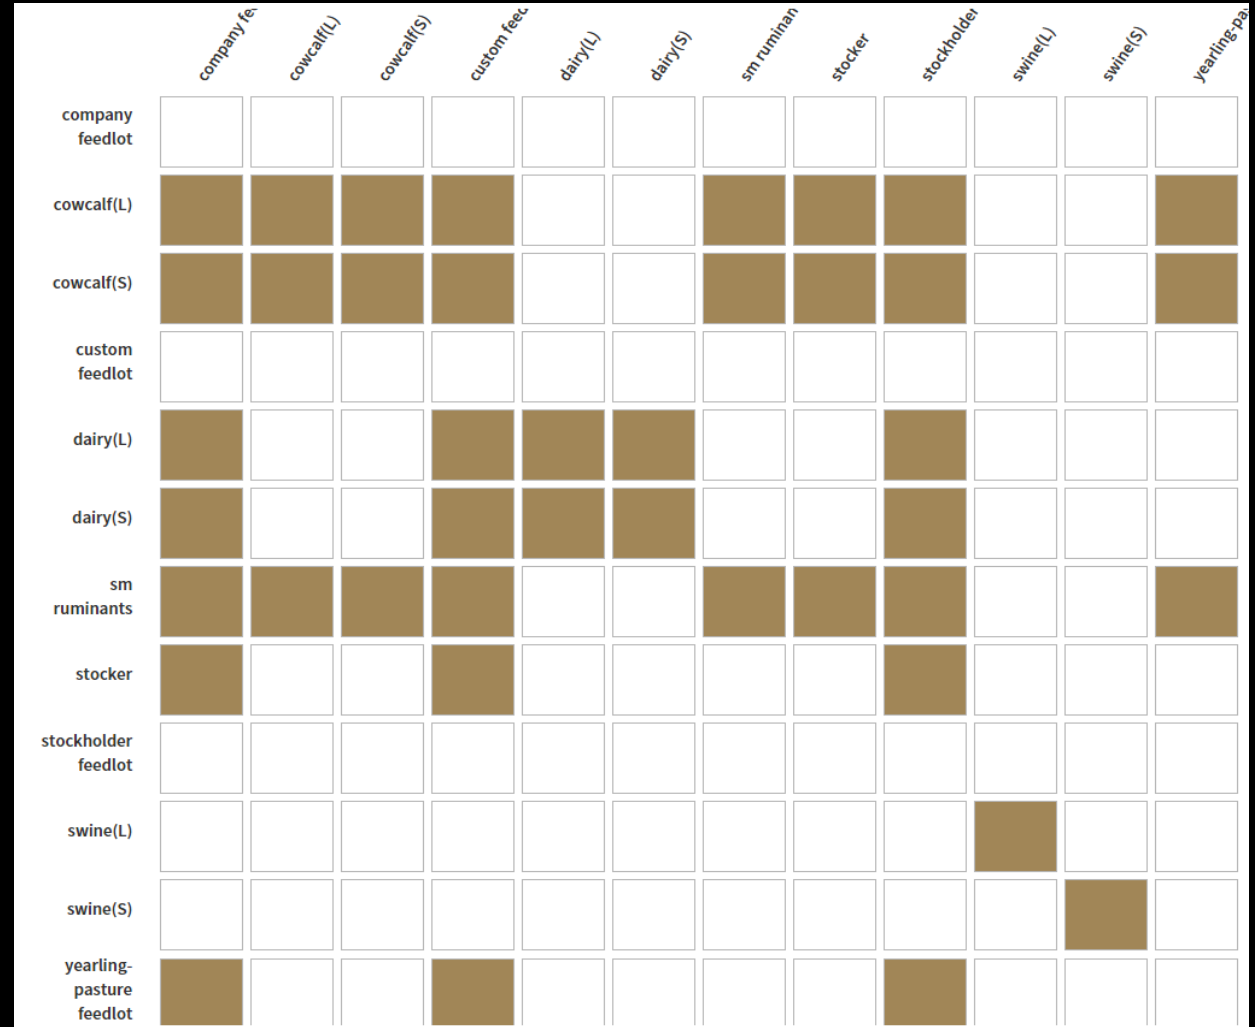 company fe
cowcalf(L)
cowcalf(S)
custom feed
dairy(L)
dairy(S)
sm ruminan
stocker
stockholder
swine(L)
swine(S)
yearling-pa
company
feedlot
cowcalf(L)
cowcalf(S)
custom
feedlot
dairy(L)
dairy(S)
sm
ruminants
stocker
stockholder
feedlot
swine(L)
swine(S)
yearling-
pasture
feedlot